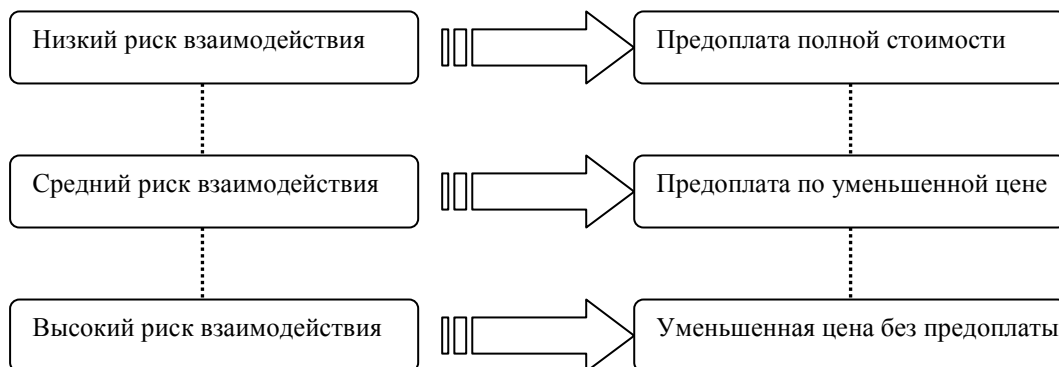 Низкий риск взаимодействия
Предоплата полной стоимости
Средний риск взаимодействия
Предоплата по уменьшенной цене
Высокий риск взаимодействия
Уменьшенная цена без предоплаты